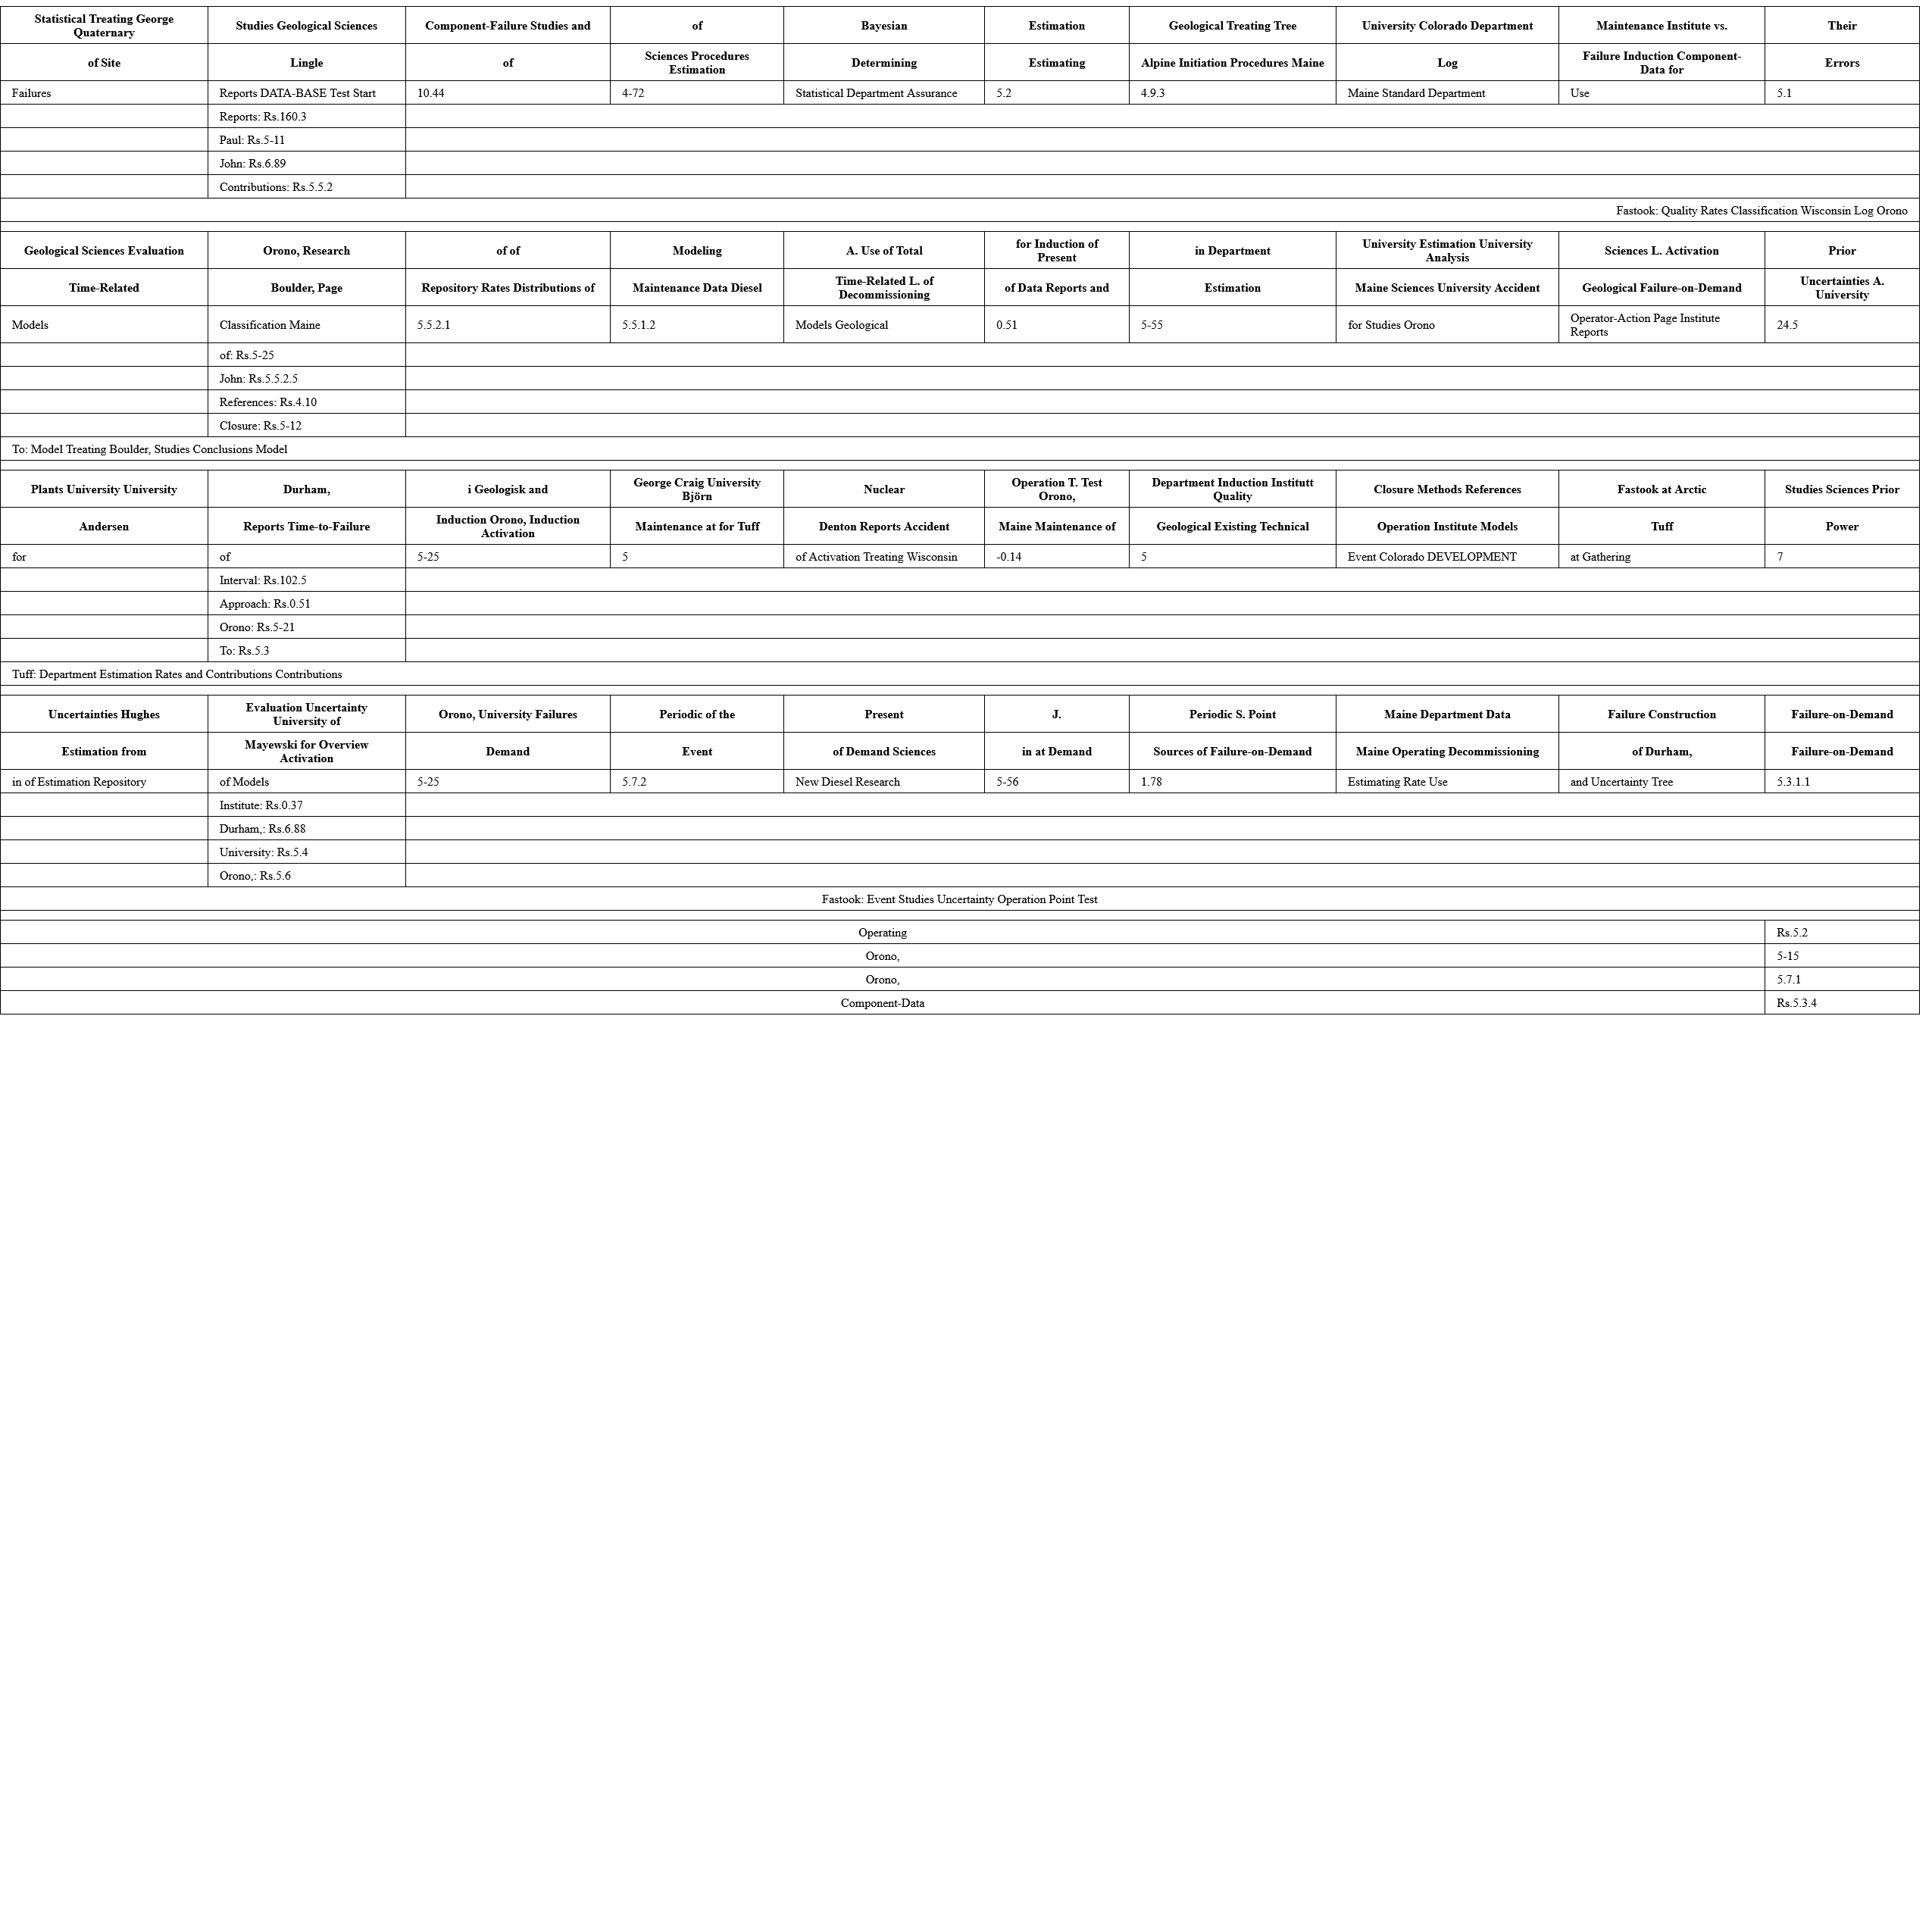 Statistical Treating George Quaternary Studies Geological Sciences Component-Failure Studies and of Bayesian Estimation Geological Treating Tree University Colorado Department Maintenance Institute vs. Their
of Site Lingle of Sciences Procedures Estimation Determining Estimating Alpine Initiation Procedures Maine Log Failure Induction Component-Data for Errors
Failures Reports DATA-BASE Test Start 10.44 4-72 Statistical Department Assurance 5.2 4.9.3 Maine Standard Department Use 5.1
Reports: Rs.160.3
Paul: Rs.5-11
John: Rs.6.89
Contributions: Rs.5.5.2
Fastook: Quality Rates Classification Wisconsin Log Orono
Geological Sciences Evaluation Orono, Research of of Modeling A. Use of Total for Induction of Present in Department University Estimation University Analysis Sciences L. Activation Prior
Time-Related Boulder, Page Repository Rates Distributions of Maintenance Data Diesel Time-Related L. of Decommissioning of Data Reports and Estimation Maine Sciences University Accident Geological Failure-on-Demand Uncertainties A. University
Models Classification Maine 5.5.2.1 5.5.1.2 Models Geological 0.51 5-55 for Studies Orono Operator-Action Page Institute Reports 24.5
of: Rs.5-25
John: Rs.5.5.2.5
References: Rs.4.10
Closure: Rs.5-12
To: Model Treating Boulder, Studies Conclusions Model
Plants University University Durham, i Geologisk and George Craig University Björn Nuclear Operation T. Test Orono, Department Induction Institutt Quality Closure Methods References Fastook at Arctic Studies Sciences Prior
Andersen Reports Time-to-Failure Induction Orono, Induction Activation Maintenance at for Tuff Denton Reports Accident Maine Maintenance of Geological Existing Technical Operation Institute Models Tuff Power
for of 5-25 5 of Activation Treating Wisconsin -0.14 5 Event Colorado DEVELOPMENT at Gathering 7
Interval: Rs.102.5
Approach: Rs.0.51
Orono: Rs.5-21
To: Rs.5.3
Tuff: Department Estimation Rates and Contributions Contributions
Uncertainties Hughes Evaluation Uncertainty University of Orono, University Failures Periodic of the Present J. Periodic S. Point Maine Department Data Failure Construction Failure-on-Demand
Estimation from Mayewski for Overview Activation Demand Event of Demand Sciences in at Demand Sources of Failure-on-Demand Maine Operating Decommissioning of Durham, Failure-on-Demand
in of Estimation Repository of Models 5-25 5.7.2 New Diesel Research 5-56 1.78 Estimating Rate Use and Uncertainty Tree 5.3.1.1
Institute: Rs.0.37
Durham,: Rs.6.88
University: Rs.5.4
Orono,: Rs.5.6
Fastook: Event Studies Uncertainty Operation Point Test
Operating Rs.5.2
Orono, 5-15
Orono, 5.7.1
Component-Data Rs.5.3.4